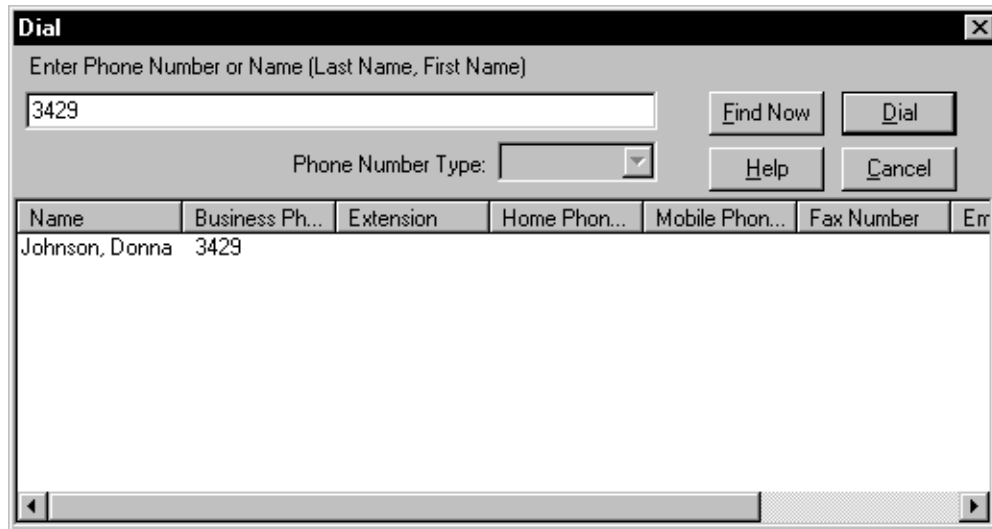 Dial
Enter Phone Number or Name (Last Name, First Name)
3429
Find Now
Dial
Phone Number Type:
Help
Cancel
Name Business Ph... Extension Home Phon... Mobile Phon... Fax Number Em
Johnson, Donna 3429